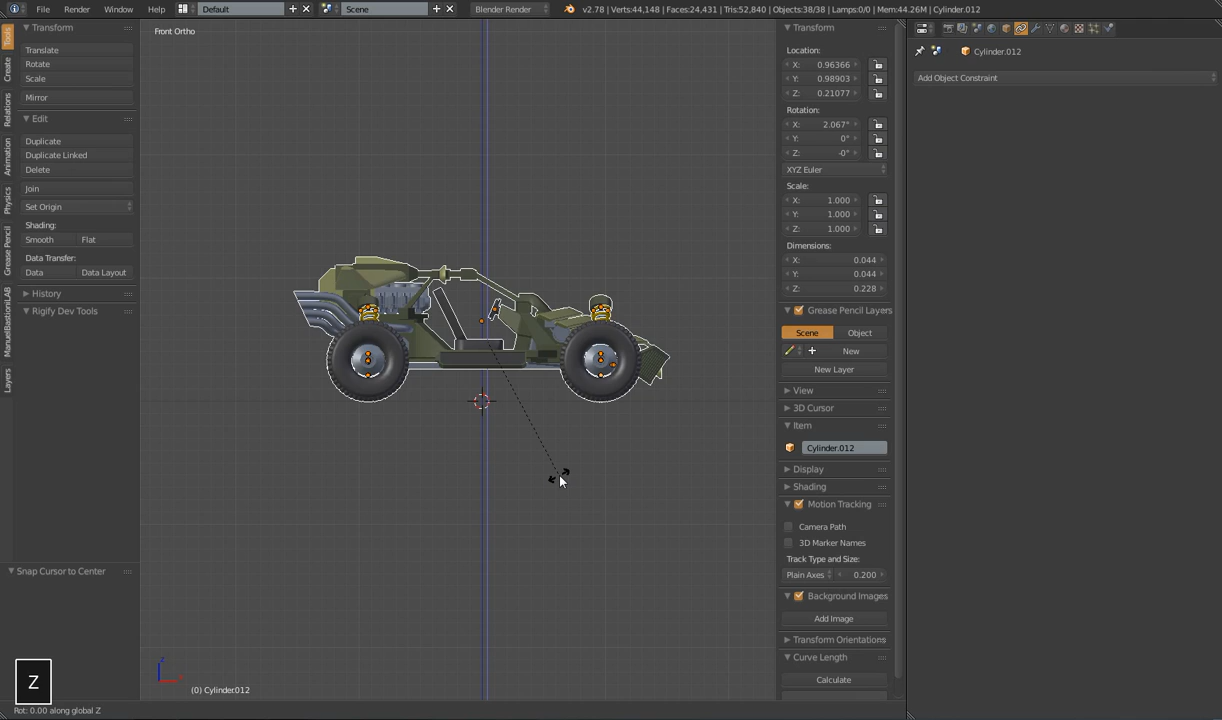 File Render Window Help Default Scene Blender Render v2.78 | Verts:44,148 | Faces:24,431 | Tris:52,840 | Objects:38/38 | Lamps:0/0 | Mem:44.26M | Cylinder.012
Tools
Create
Relations
Animation
Physics
Grease Pencil
ManuelBastioniLAB
Layers
Transform
Translate
Rotate
Scale
Mirror
Edit
Duplicate
Duplicate Linked
Delete
Join
Set Origin
Shading:
Smooth Flat
Data Transfer:
Data Data Layout
History
Rigify Dev Tools
Snap Cursor to Center
Z
Front Ortho
z
x
(0) Cylinder.012
Rot: 0.00 along global Z
Transform
Location:
X: 0.96366
Y: 0.98903
Z: 0.21077
Rotation:
X: 2.067°
Y: 0°
Z: -0°
XYZ Euler
Scale:
X: 1.000
Y: 1.000
Z: 1.000
Dimensions:
X: 0.044
Y: 0.044
Z: 0.228
Grease Pencil Layers
Scene Object
New
New Layer
View
3D Cursor
Item
Cylinder.012
Display
Shading
Motion Tracking
Camera Path
3D Marker Names
Track Type and Size:
Plain Axes 0.200
Background Images
Add Image
Transform Orientations
Curve Length
Calculate
Cylinder.012
Add Object Constraint